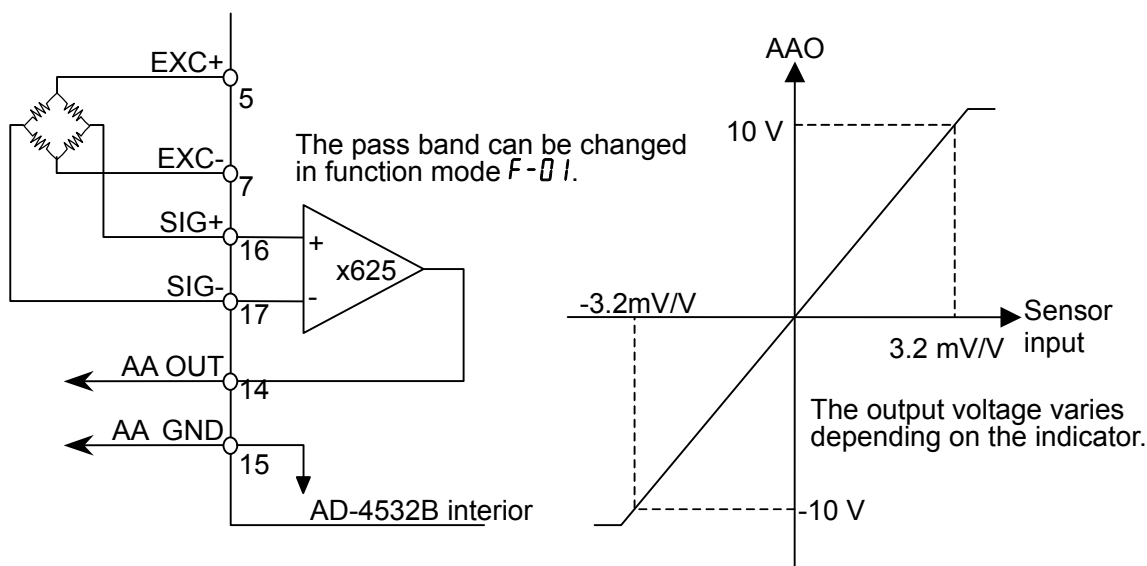 EXC+
5
EXC-
7
SIG+
16
SIG-
17
AA OUT
14
AA GND
15
The pass band can be changed
in function mode F-01.
+
x625
-
AD-4532B interior
AAO
10 V
-3.2mV/V
Sensor
input
3.2 mV/V
The output voltage varies
depending on the indicator.
-10 V